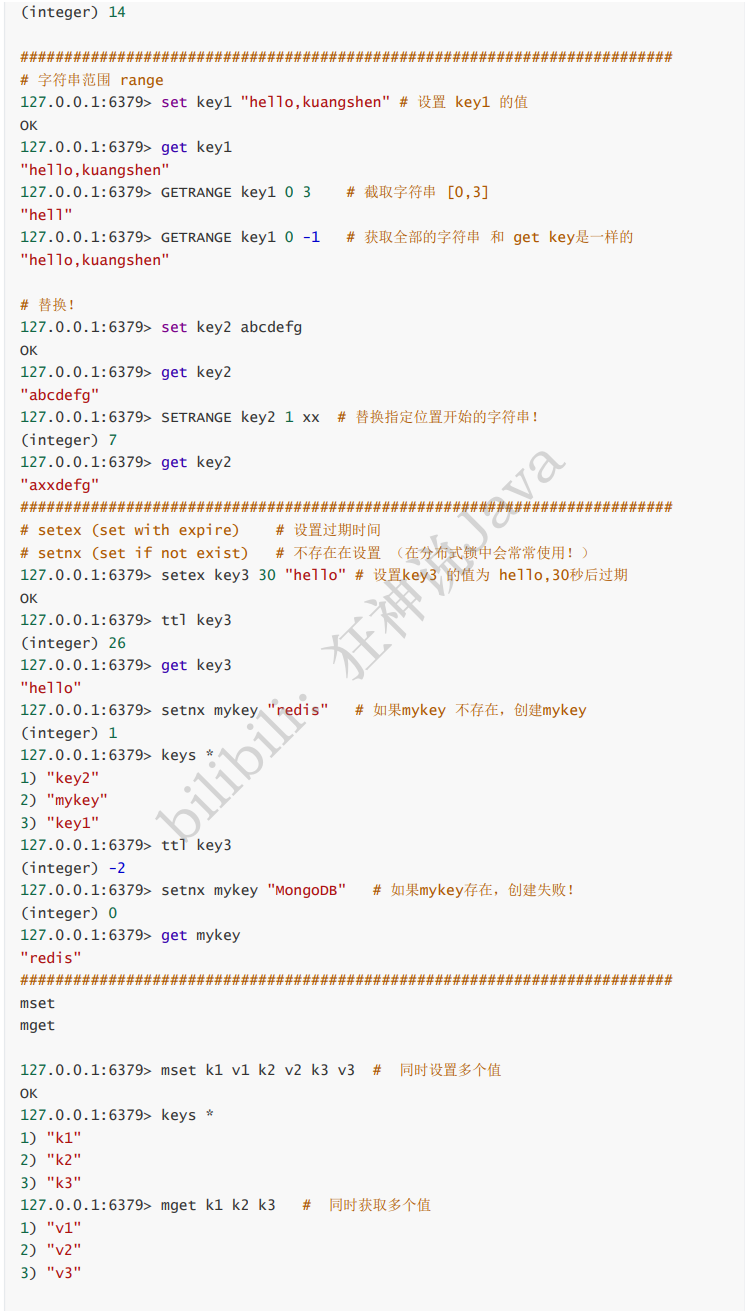 (integer) 14
##########################################################################
# 字符串范围 range
127.0.0.1:6379> set key1 "hello,kuangshen" # 设置 key1 的值
OK
127.0.0.1:6379> get key1
"hello,kuangshen"
127.0.0.1:6379> GETRANGE key1 0 3    # 截取字符串 [0,3]
"hell"
127.0.0.1:6379> GETRANGE key1 0 -1   # 获取全部的字符串 和 get key是一样的
"hello,kuangshen"
# 替换！
127.0.0.1:6379> set key2 abcdefg
OK
127.0.0.1:6379> get key2
"abcdefg"
127.0.0.1:6379> SETRANGE key2 1 xx  # 替换指定位置开始的字符串！
(integer) 7
127.0.0.1:6379> get key2
"axxdefg"
##########################################################################
# setex (set with expire)    # 设置过期时间
# setnx (set if not exist)   # 不存在在设置 （在分布式锁中会常常使用！）
127.0.0.1:6379> setex key3 30 "hello" # 设置key3 的值为 hello,30秒后过期
OK
127.0.0.1:6379> ttl key3
(integer) 26
127.0.0.1:6379> get key3
"hello"
127.0.0.1:6379> setnx mykey "redis"   # 如果mykey 不存在，创建mykey
(integer) 1
127.0.0.1:6379> keys *
1) "key2"
2) "mykey"
3) "key1"
127.0.0.1:6379> ttl key3
(integer) -2
127.0.0.1:6379> setnx mykey "MongoDB"   # 如果mykey存在，创建失败！
(integer) 0
127.0.0.1:6379> get mykey
"redis"
##########################################################################
mset
mget
127.0.0.1:6379> mset k1 v1 k2 v2 k3 v3  #  同时设置多个值
OK
127.0.0.1:6379> keys *
1) "k1"
2) "k2"
3) "k3"
127.0.0.1:6379> mget k1 k2 k3   #  同时获取多个值
1) "v1"
2) "v2"
3) "v3"
bilibili：狂神说Java